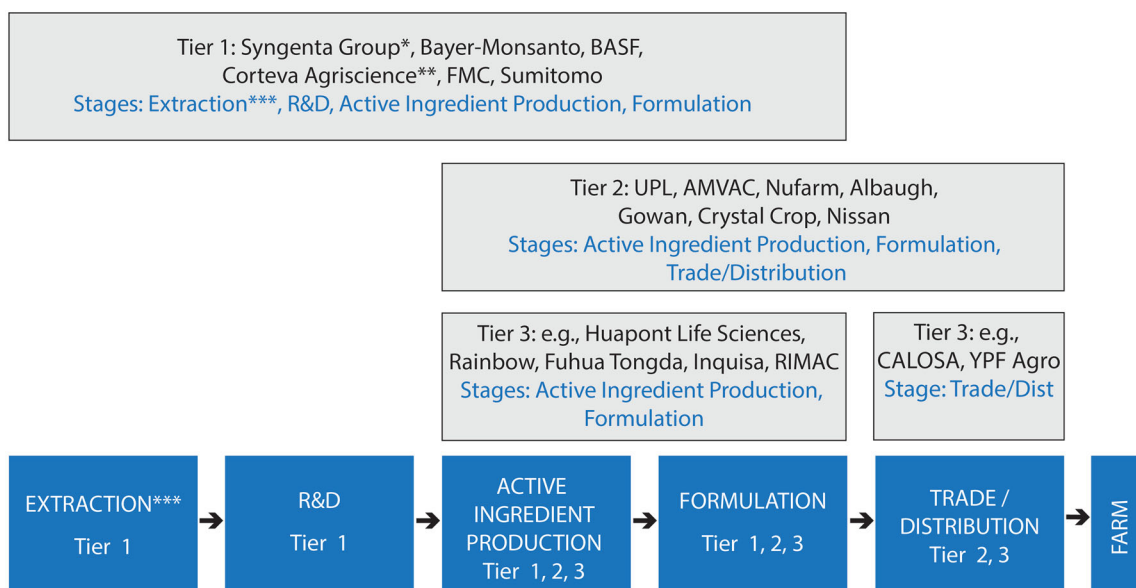 Tier 1: Syngenta Group*, Bayer-Monsanto, BASF,
Corteva Agriscience**, FMC, Sumitomo
Stages: Extraction***, R&D, Active Ingredient Production, Formulation
Tier 2: UPL, AMVAC, Nufarm, Albaugh,
Gowan, Crystal Crop, Nissan
Stages: Active Ingredient Production, Formulation,
Trade/Distribution
Tier 3: e.g., Huapont Life Sciences,
Rainbow, Fuhua Tongda, Inquisa, RIMAC
Stages: Active Ingredient Production,
Formulation
Tier 3: e.g.,
CALOSA, YPF Agro
Stage: Trade/Dist
EXTRACTION***
Tier 1
R&D
Tier 1
ACTIVE
INGREDIENT
PRODUCTION
Tier 1, 2, 3
FORMULATION
Tier 1, 2, 3
TRADE /
DISTRIBUTION
Tier 2, 3
FARM